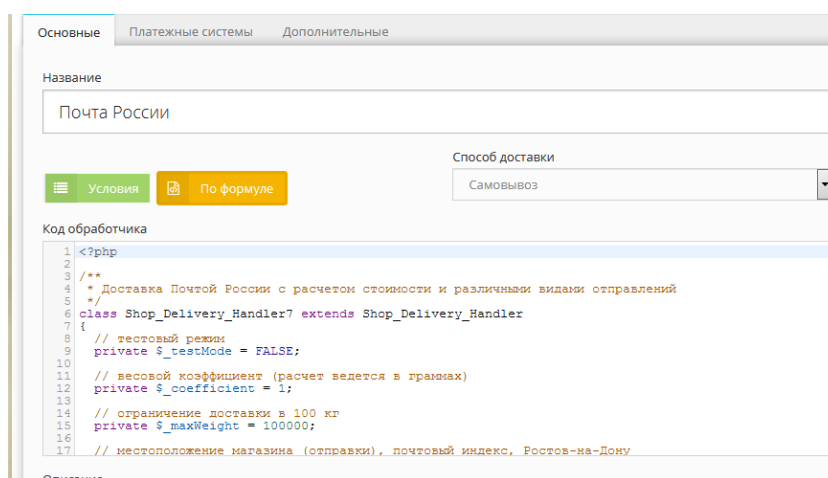 Основные Платежные системы Дополнительные
Название
Почта России
Способ доставки
Условия По формуле Самовывоз
Код обработчика
1 <?php
2
3 /**
4 * Доставка Почтой России с расчетом стоимости и различными видами отправлений
5 */
6 class Shop_Delivery_Handler7 extends Shop_Delivery_Handler
7 {
8 // тестовый режим
9 private $_testMode = FALSE;
10
11 // весовой коэффициент (расчет ведется в граммах)
12 private $_coefficient = 1;
13
14 // ограничение доставки в 100 кг
15 private $_maxWeight = 100000;
16
17 // местоположение магазина (отправки), почтовый индекс, Ростов-на-Дону